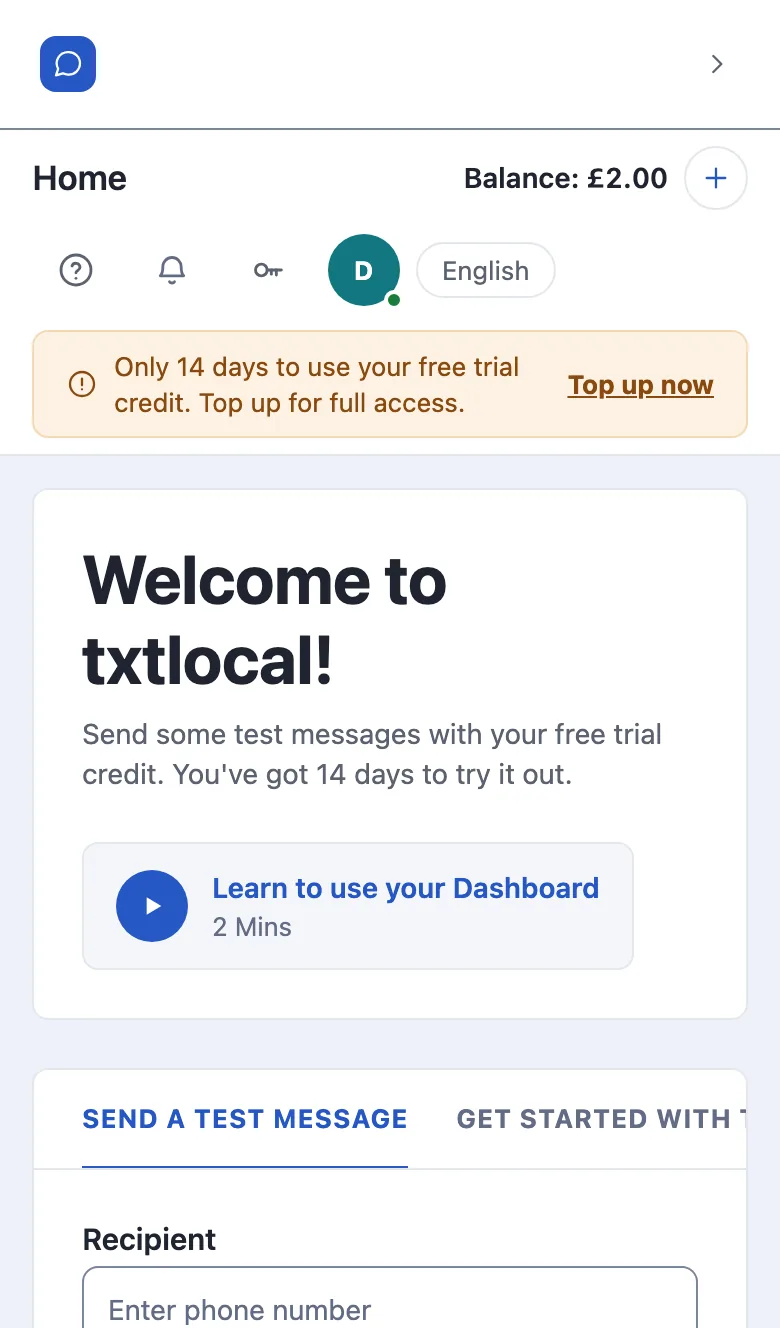 Home
Balance: £2.00
D
English
Only 14 days to use your free trial
credit. Top up for full access.
Top up now
Welcome to
txtlocal!
Send some test messages with your free trial
credit. You've got 14 days to try it out.
Learn to use your Dashboard
2 Mins
SEND A TEST MESSAGE
GET STARTED WITH
Recipient
Enter phone number